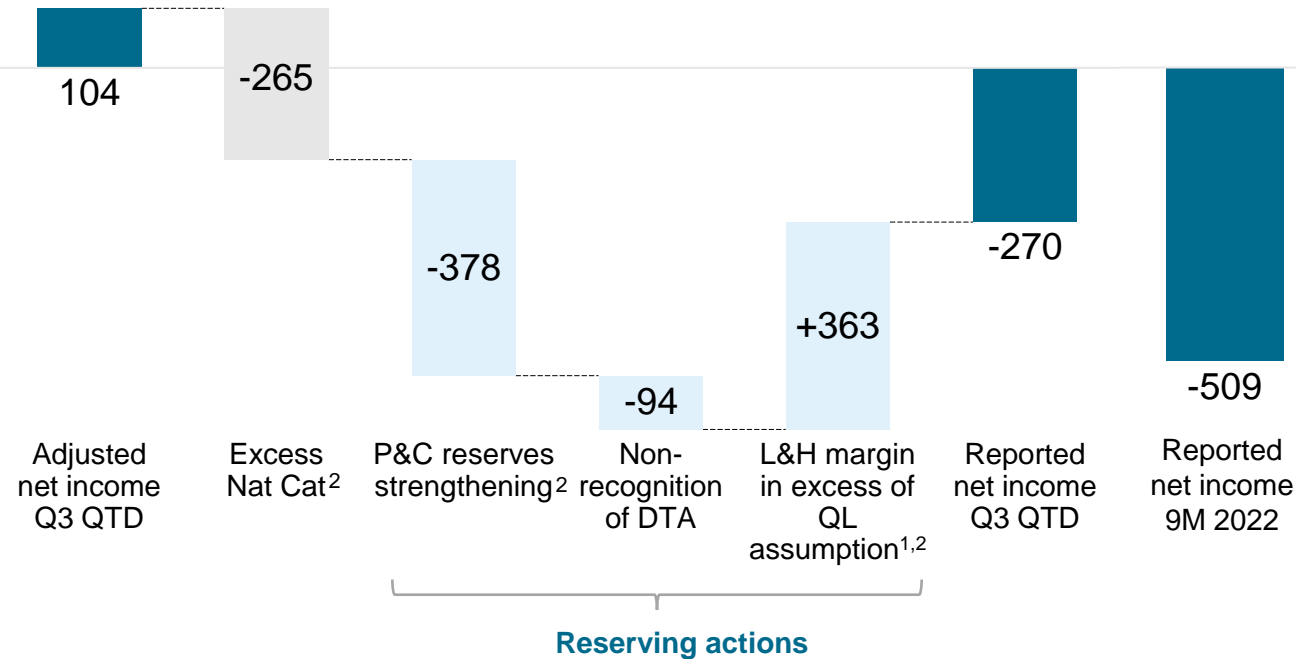 104
-265
-378
-94
+363
-270
-509
Adjusted
net income
Q3 QTD
Excess
Nat Cat²
P&C reserves
strengthening²
Non-
recognition
of DTA
L&H margin
in excess of
QL
assumption¹,²
Reported
net income
Q3 QTD
Reported
net income
9M 2022
Reserving actions